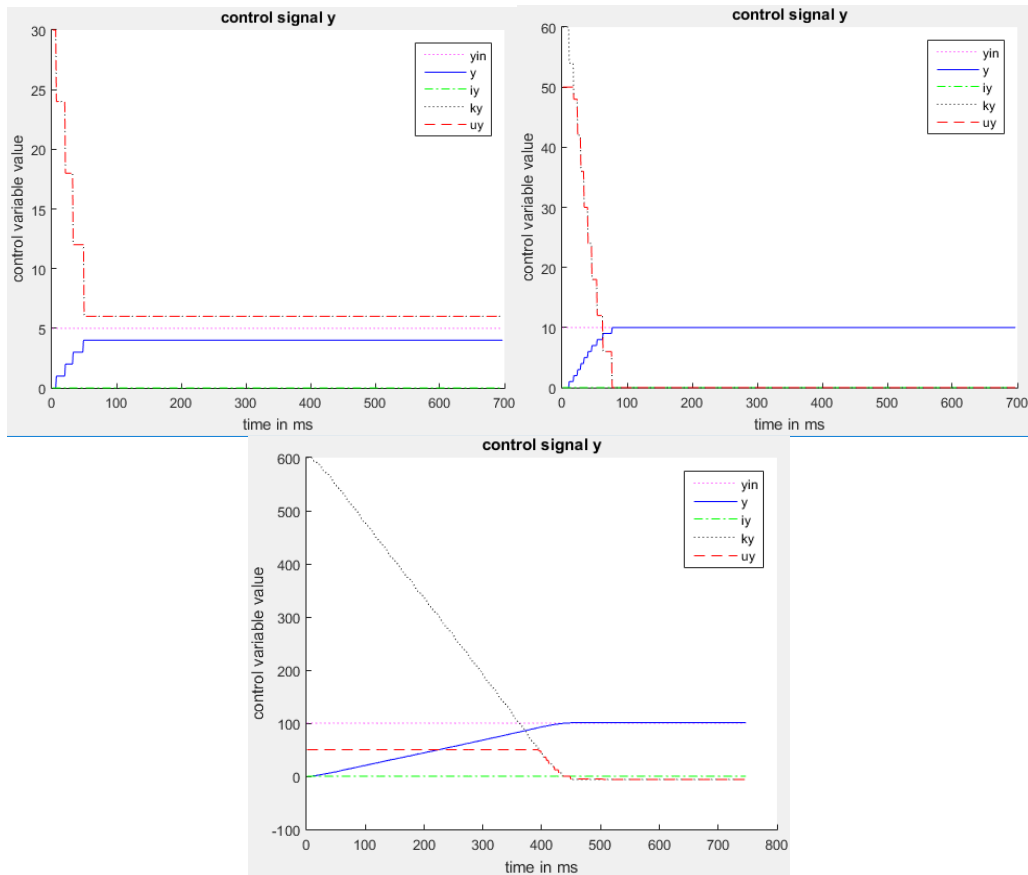 control signal y
30
25
20
15
10
5
0
control variable value
0 100 200 300 400 500 600 700
time in ms
yin
y
iy
ky
uy
control signal y
60
50
40
30
20
10
0
control variable value
0 100 200 300 400 500 600 700
time in ms
yin
y
iy
ky
uy
control signal y
600
500
400
300
200
100
0
-100
control variable value
0 100 200 300 400 500 600 700 800
time in ms
yin
y
iy
ky
uy